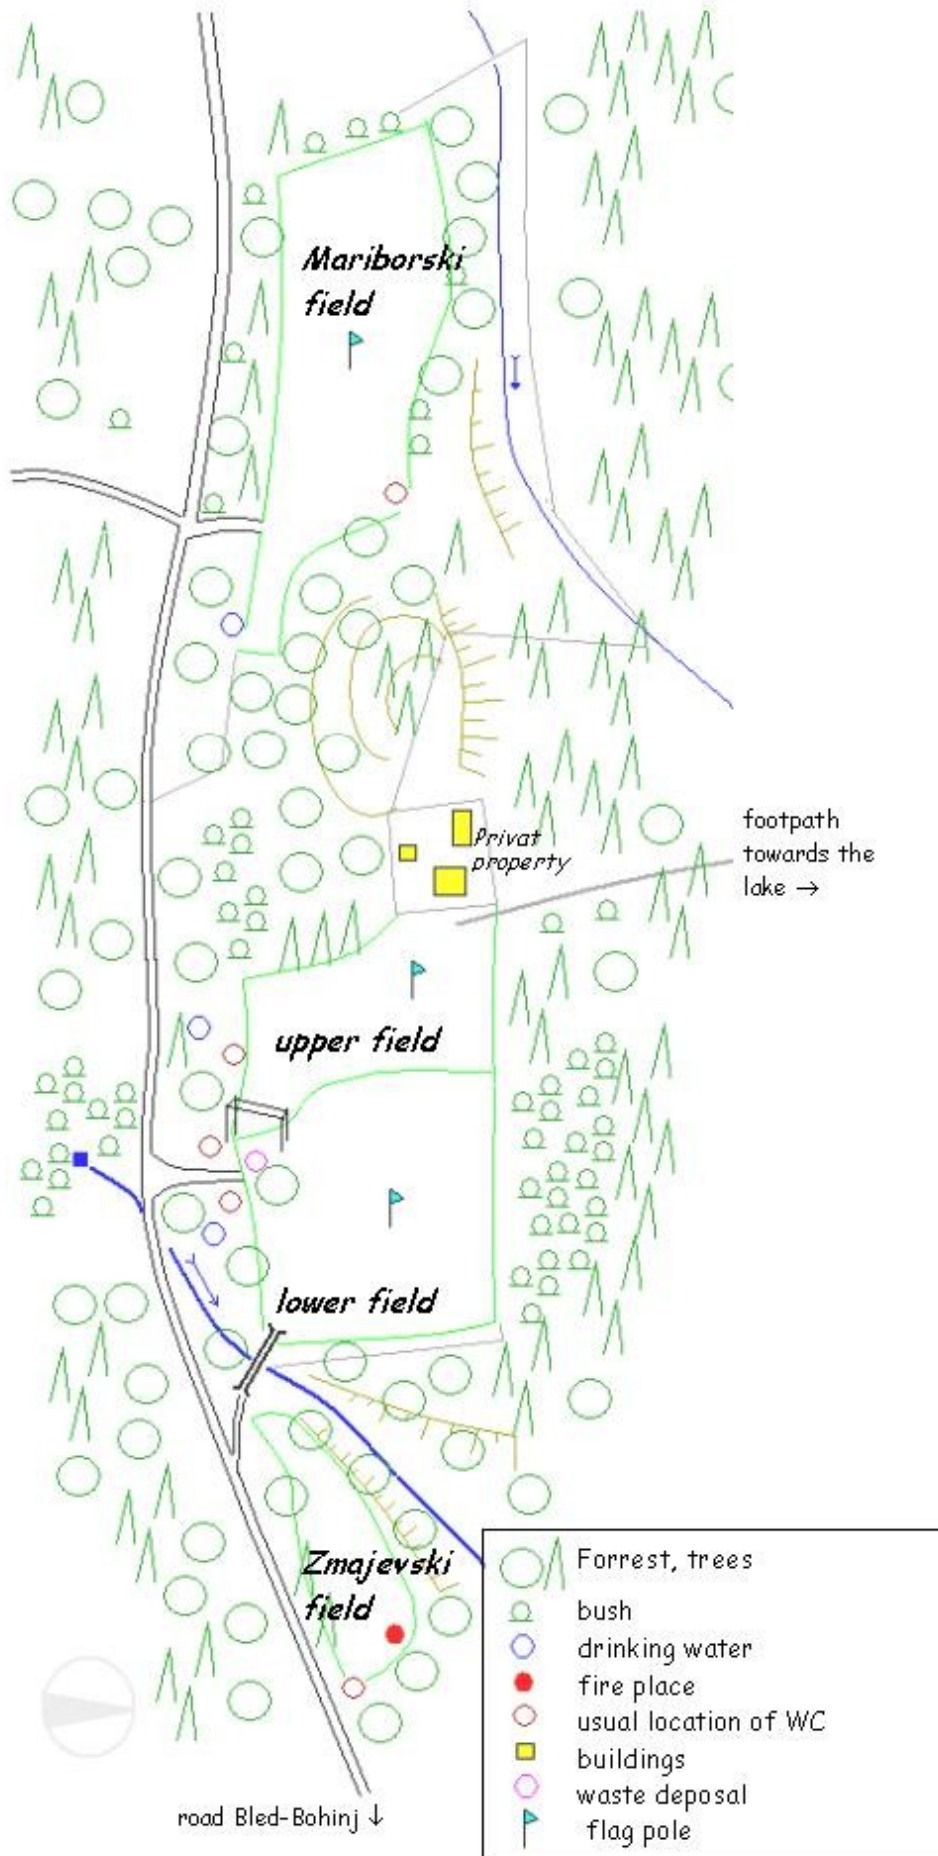 Mariborski
field
Privat
property
footpath
towards the
lake →
upper field
lower field
Zmajevski
field
Forrest, trees
bush
drinking water
fire place
usual location of WC
buildings
waste deposal
flag pole
road Bled-Bohinj ↓